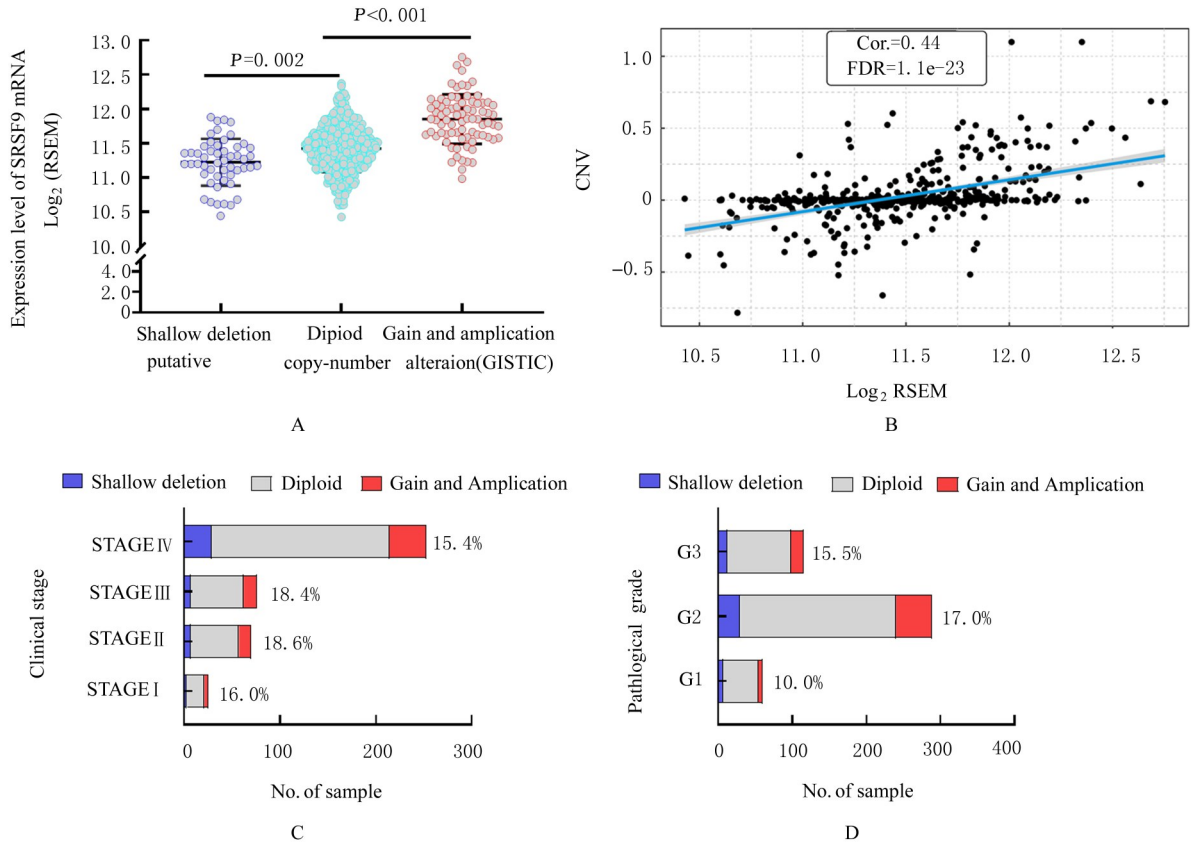 P<0.001
P=0.002
Expression level of SRSF9 mRNA
Log2 (RSEM)
13.0
12.5
12.0
11.5
11.0
10.5
10.0
4.0
2.0
0
Shallow deletion
putative
Dipiod
copy-number
Gain and amplication
alteraion(GISTIC)
A
Cor.=0.44
FDR=1.1e-23
CNV
1.0
0.5
0
-0.5
10.5 11.0 11.5 12.0 12.5
Log2 RSEM
B
Shallow deletion Diploid Gain and Amplication
Clinical stage
STAGEⅣ 15.4%
STAGEⅢ 18.4%
STAGEⅡ 18.6%
STAGEⅠ 16.0%
0 100 200 300
No. of sample
C
Shallow deletion Diploid Gain and Amplication
Pathlogical grade
G3 15.5%
G2 17.0%
G1 10.0%
0 100 200 300 400
No. of sample
D